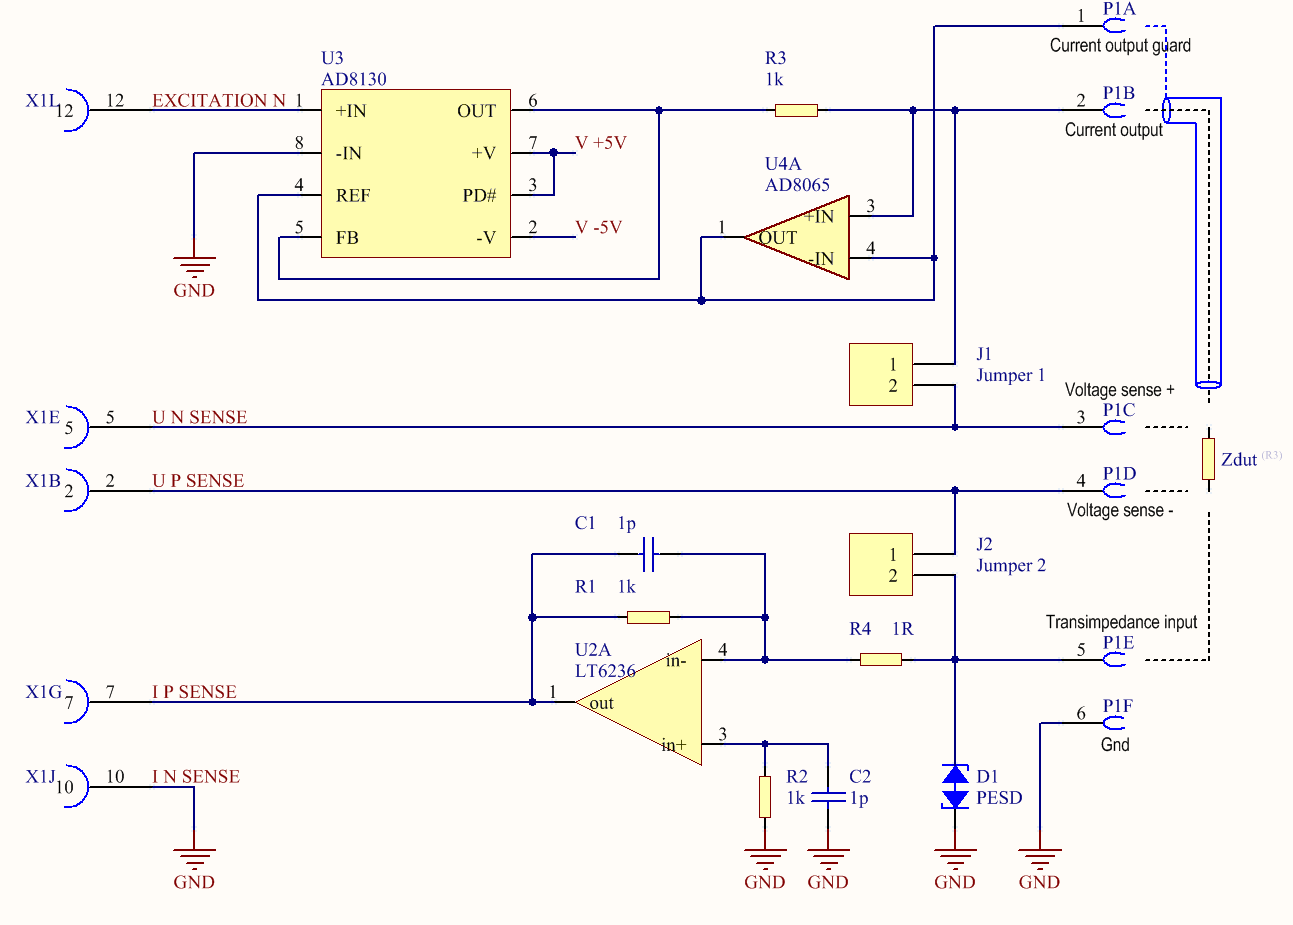 1 P1A
Current output guard
U3
AD8130
R3
1k
X1L 12 12 EXCITATION N 1 +IN OUT 6
2 P1B
Current output
8 -IN +V 7 V +5V
4 REF PD# 3
5 FB -V 2 V -5V
GND
U4A
AD8065
+IN 3
1 OUT
-IN 4
1 J1
2 Jumper 1
Voltage sense +
X1E 5 5 U N SENSE
3 P1C
Zdut (R3)
X1B 2 2 U P SENSE
4 P1D
Voltage sense -
C1 1p
R1 1k
1 J2
2 Jumper 2
Transimpedance input
U2A
LT6236
in- 4
R4 1R
5 P1E
X1G 7 7 I P SENSE
1 out
in+ 3
6 P1F
Gnd
X1J 10 10 I N SENSE
R2
1k
C2
1p
D1
PESD
GND
GND
GND
GND
GND